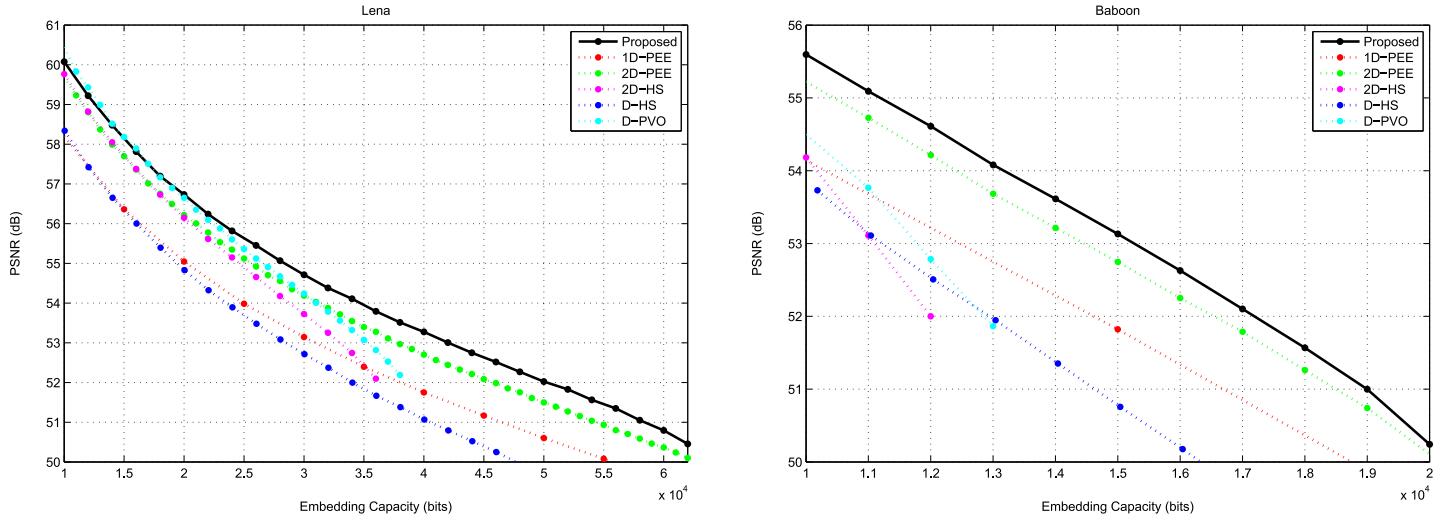 Lena
61
60
59
58
57
56
55
54
53
52
51
50
PSNR (dB)
1
1.5
2
2.5
3
3.5
4
4.5
5
5.5
6
x 10^4
Embedding Capacity (bits)
Proposed
1D−PEE
2D−PEE
2D−HS
D−HS
D−PVO
Baboon
56
55
54
53
52
51
50
PSNR (dB)
1
1.1
1.2
1.3
1.4
1.5
1.6
1.7
1.8
1.9
2
x 10^4
Embedding Capacity (bits)
Proposed
1D−PEE
2D−PEE
2D−HS
D−HS
D−PVO